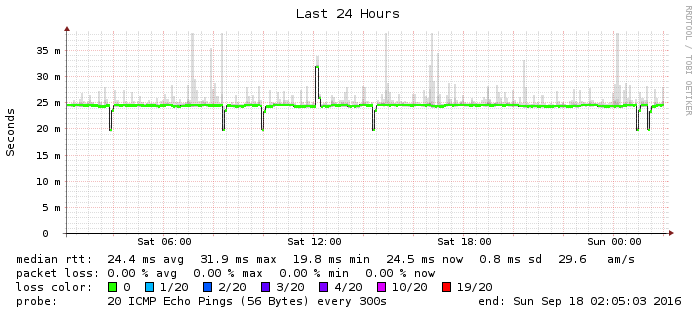 Last 24 Hours
RRDTOOL / TOBI OETIKER
Seconds
35 m
30 m
25 m
20 m
15 m
10 m
5 m
0
Sat 06:00 Sat 12:00 Sat 18:00 Sun 00:00
median rtt: 24.4 ms avg 31.9 ms max 19.8 ms min 24.5 ms now 0.8 ms sd 29.6 am/s
packet loss: 0.00 % avg 0.00 % max 0.00 % min 0.00 % now
loss color: 0 1/20 2/20 3/20 4/20 10/20 19/20
probe: 20 ICMP Echo Pings (56 Bytes) every 300s end: Sun Sep 18 02:05:03 2016